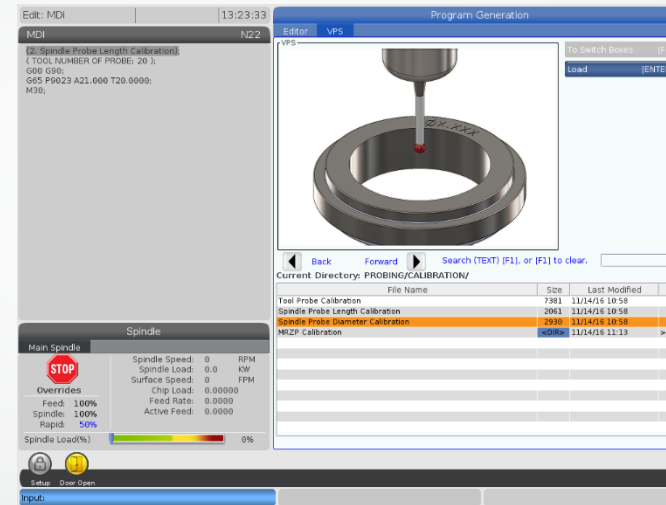 Edit: MDI
13:23:33
Program Generation
MDI
N22
Editor
VPS
(2. Spindle Probe Length Calibration);
( TOOL NUMBER OF PROBE: 20 );
G00 G90;
G65 P9023 A21.000 T20.0000;
M30;
VPS
ØX.XXX
To Switch Boxes
Load [ENTE
Back
Forward
Search (TEXT) [F1], or [F1] to clear.
Current Directory: PROBING/CALIBRATION/
File Name Size Last Modified
Tool Probe Calibration 7381 11/14/16 10:58
Spindle Probe Length Calibration 2061 11/14/16 10:58
Spindle Probe Diameter Calibration 2930 11/14/16 10:58
MRZP Calibration <DIR> 11/14/16 11:13 >
Spindle
Main Spindle
STOP
Overrides
Feed: 100%
Spindle: 100%
Rapid: 50%
Spindle Speed: 0 RPM
Spindle Load: 0.0 KW
Surface Speed: 0 FPM
Chip Load: 0.00000
Feed Rate: 0.0000
Active Feed: 0.0000
Spindle Load(%)
0%
Setup
Door Open
Input: